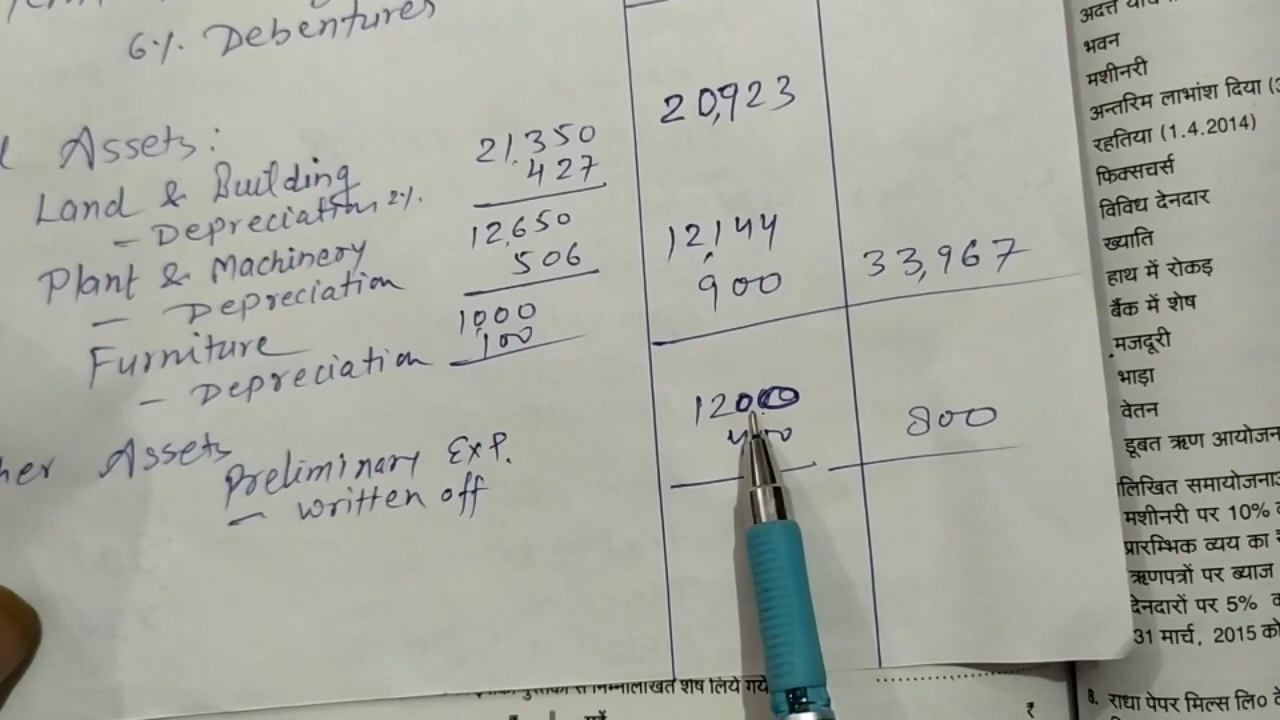 6%. Debentures
Assets:
20,923
Land & Building 21,350
- Depreciation 2%. 427
Plant & Machinery 12,650 12,144
- Depreciation 506
Furniture 1000 900 33,967
- Depreciation 100
Assets
Preliminary Exp. 1200 800
- written off
भवन
मशीनरी
अन्तरिम लाभांश दिया
रहतिया (1.4.2014)
फिक्सचर्स
विविध देनदार
ख्याति
हाथ में रोकड़
बैंक में शेष
मजदूरी
भाड़ा
वेतन
डूबत ऋण आयोजन
लिखित
मशीनरी पर 10%
प्रारम्भिक व्यय का
ऋणपत्रों पर ब्याज
देनदारों पर 5%
31 मार्च, 2015 को
शेष लिये गये
₹
8. राधा पेपर मिल्स लि०